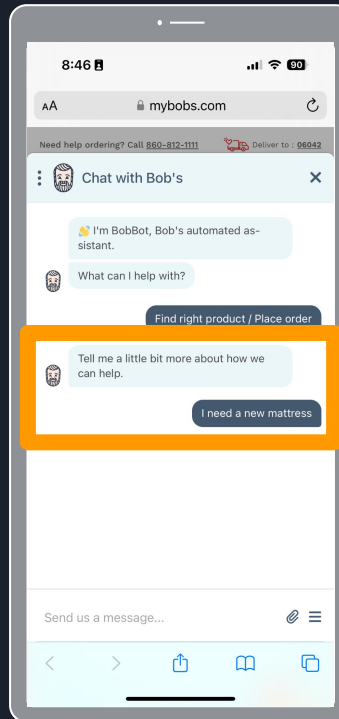 8:46
90
AA
mybobs.com
Need help ordering? Call 860-812-1111
Deliver to : 06042
Chat with Bob's
👋 I'm BobBot, Bob's automated as-
sistant.
What can I help with?
Find right product / Place order
Tell me a little bit more about how we
can help.
I need a new mattress
Send us a message...